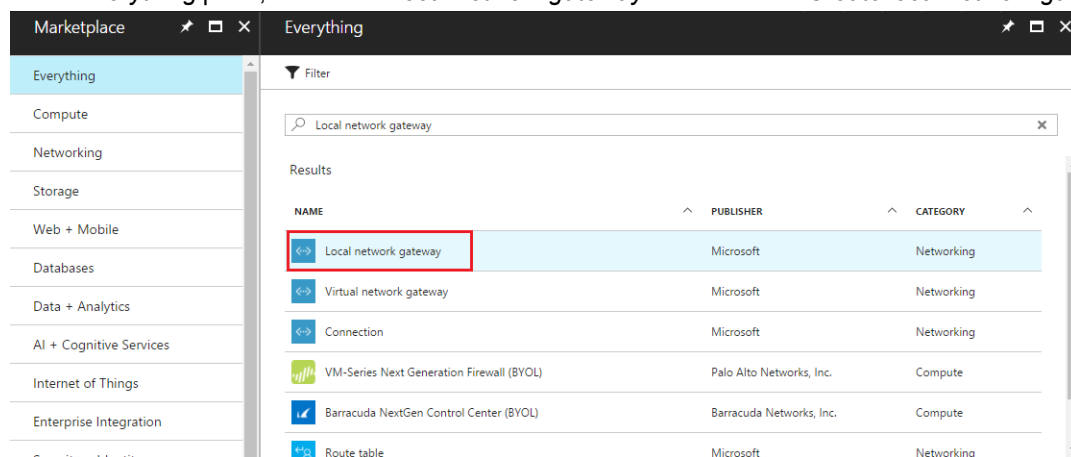 Marketplace
Everything
Everything
Filter
Compute
Local network gateway
Networking
Results
Storage
NAME PUBLISHER CATEGORY
Web + Mobile
Local network gateway Microsoft Networking
Databases
Virtual network gateway Microsoft Networking
Data + Analytics
Connection Microsoft Networking
AI + Cognitive Services
VM-Series Next Generation Firewall (BYOL) Palo Alto Networks, Inc. Compute
Internet of Things
Barracuda NextGen Control Center (BYOL) Barracuda Networks, Inc. Compute
Enterprise Integration
Route table Microsoft Networking